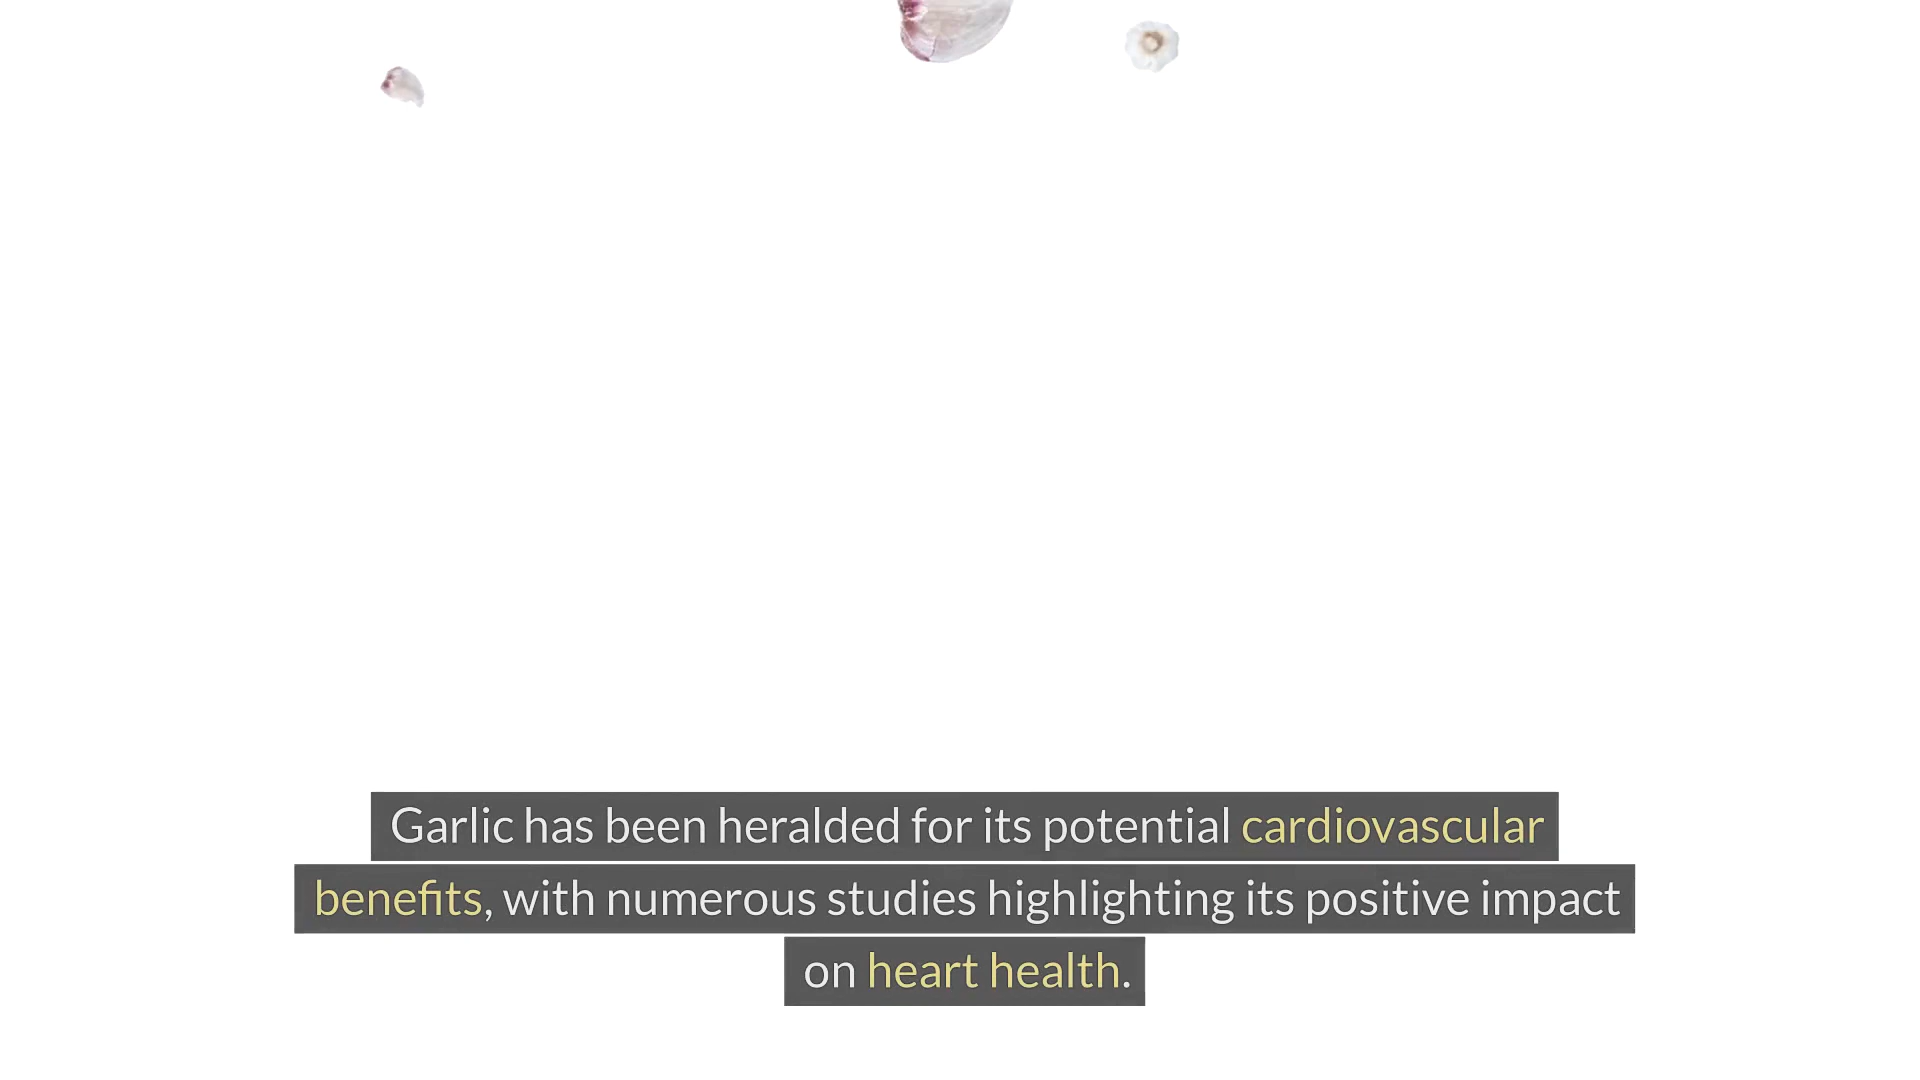 Garlic has been heralded for its potential cardiovascular
benefits, with numerous studies highlighting its positive impact
on heart health.